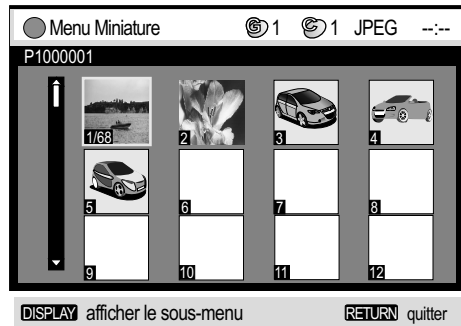 Menu Miniature G 1 C 1 JPEG --:--
P1000001
1/68 2 3 4
5 6 7 8
9 10 11 12
DISPLAY afficher le sous-menu RETURN quitter